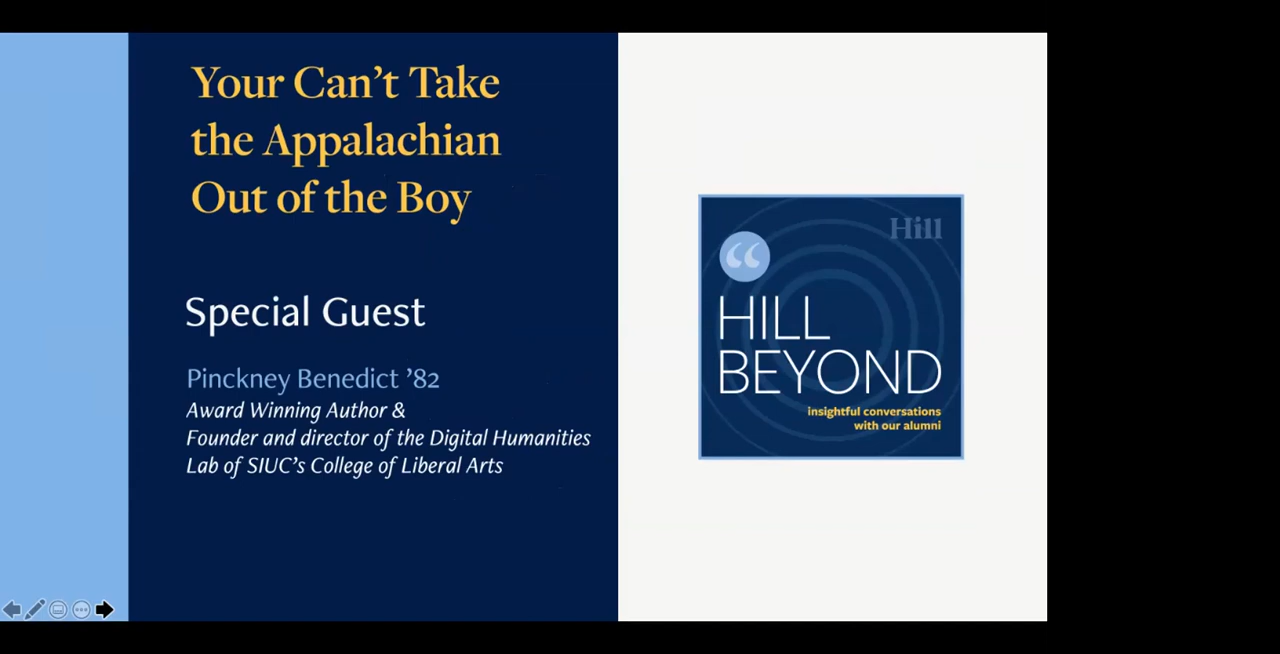 Your Can’t Take
the Appalachian
Out of the Boy
Special Guest
Pinckney Benedict ’82
Award Winning Author &
Founder and director of the Digital Humanities
Lab of SIUC’s College of Liberal Arts
Hill
“
HILL
BEYOND
insightful conversations
with our alumni